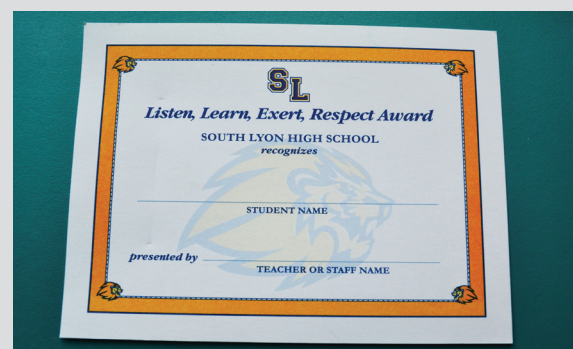 SL
Listen, Learn, Exert, Respect Award
SOUTH LYON HIGH SCHOOL
recognizes
STUDENT NAME
presented by
TEACHER OR STAFF NAME